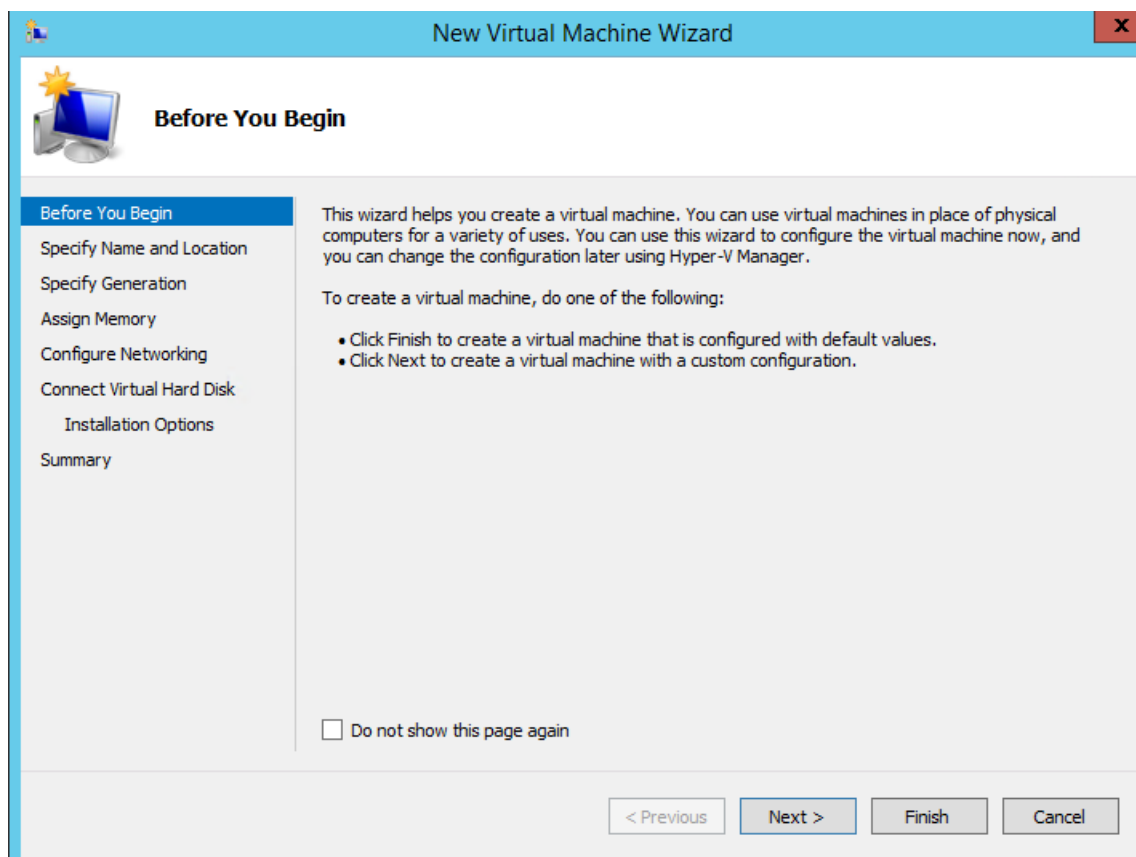 New Virtual Machine Wizard
X
Before You Begin
Before You Begin
Specify Name and Location
Specify Generation
Assign Memory
Configure Networking
Connect Virtual Hard Disk
Installation Options
Summary
This wizard helps you create a virtual machine. You can use virtual machines in place of physical
computers for a variety of uses. You can use this wizard to configure the virtual machine now, and
you can change the configuration later using Hyper-V Manager.
To create a virtual machine, do one of the following:
• Click Finish to create a virtual machine that is configured with default values.
• Click Next to create a virtual machine with a custom configuration.
Do not show this page again
< Previous
Next >
Finish
Cancel